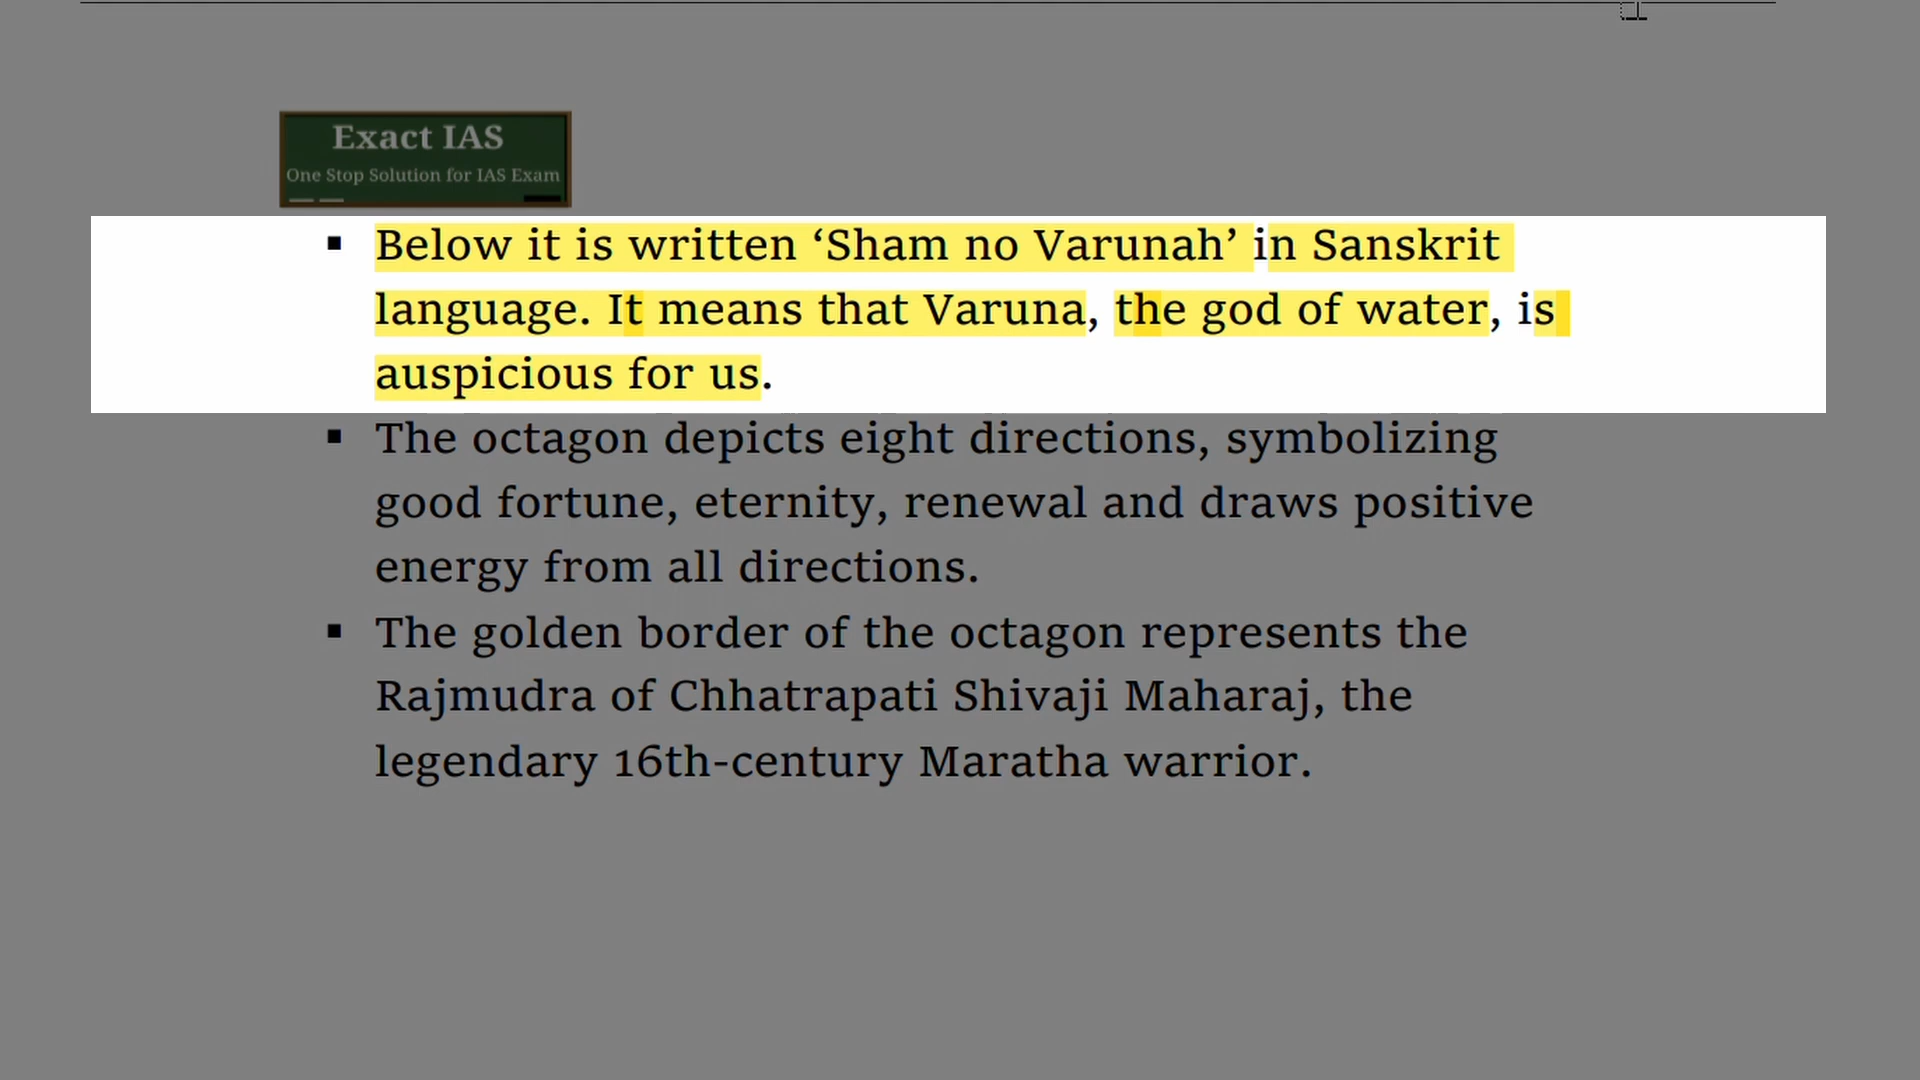 Exact IAS
One Stop Solution for IAS Exam
▪ Below it is written ‘Sham no Varunah’ in Sanskrit
language. It means that Varuna, the god of water, is
auspicious for us.
▪ The octagon depicts eight directions, symbolizing
good fortune, eternity, renewal and draws positive
energy from all directions.
▪ The golden border of the octagon represents the
Rajmudra of Chhatrapati Shivaji Maharaj, the
legendary 16th-century Maratha warrior.